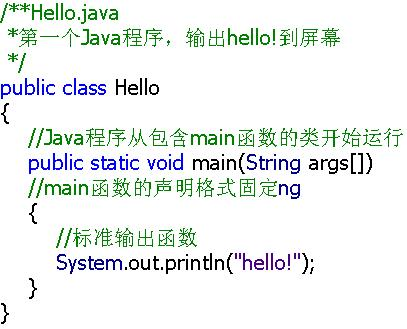 /**Hello.java
*第一个Java程序，输出hello!到屏幕
*/
public class Hello
{
//Java程序从包含main函数的类开始运行
public static void main(String args[])
//main函数的声明格式固定ng
{
//标准输出函数
System.out.println("hello!");
}
}